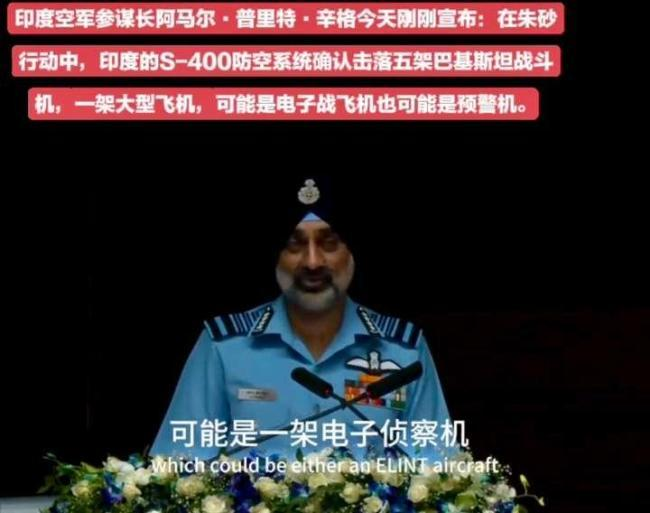 印度空军参谋长阿马尔·普里特·辛格今天刚刚宣布：在朱砂
行动中，印度的S-400防空系统确认击落五架巴基斯坦战斗
机，一架大型飞机，可能是电子战飞机也可能是预警机。
可能是一架电子侦察机
which could be either an ELINT aircraft